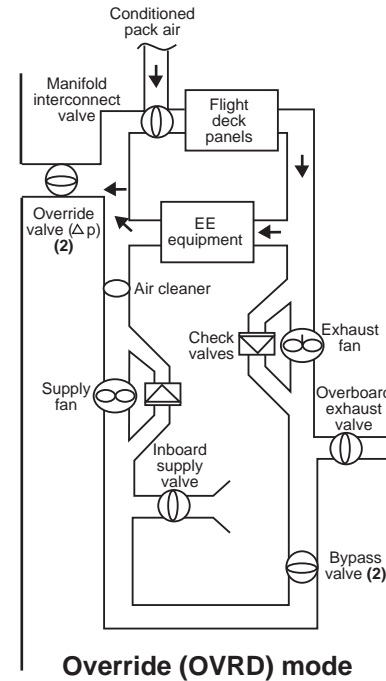 Conditioned
pack air
Manifold
interconnect
valve
Flight
deck
panels
Override
valve (Δp)
(2)
EE
equipment
Air cleaner
Check
valves
Exhaust
fan
Supply
fan
Overboard
exhaust
valve
Inboard
supply
valve
Bypass
valve (2)
Override (OVRD) mode